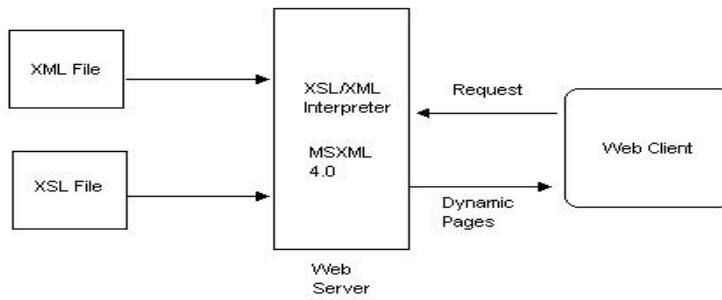 XML File
XSL File
XSL/XML
Interpreter
MSXML
4.0
Web
Server
Request
Dynamic
Pages
Web Client